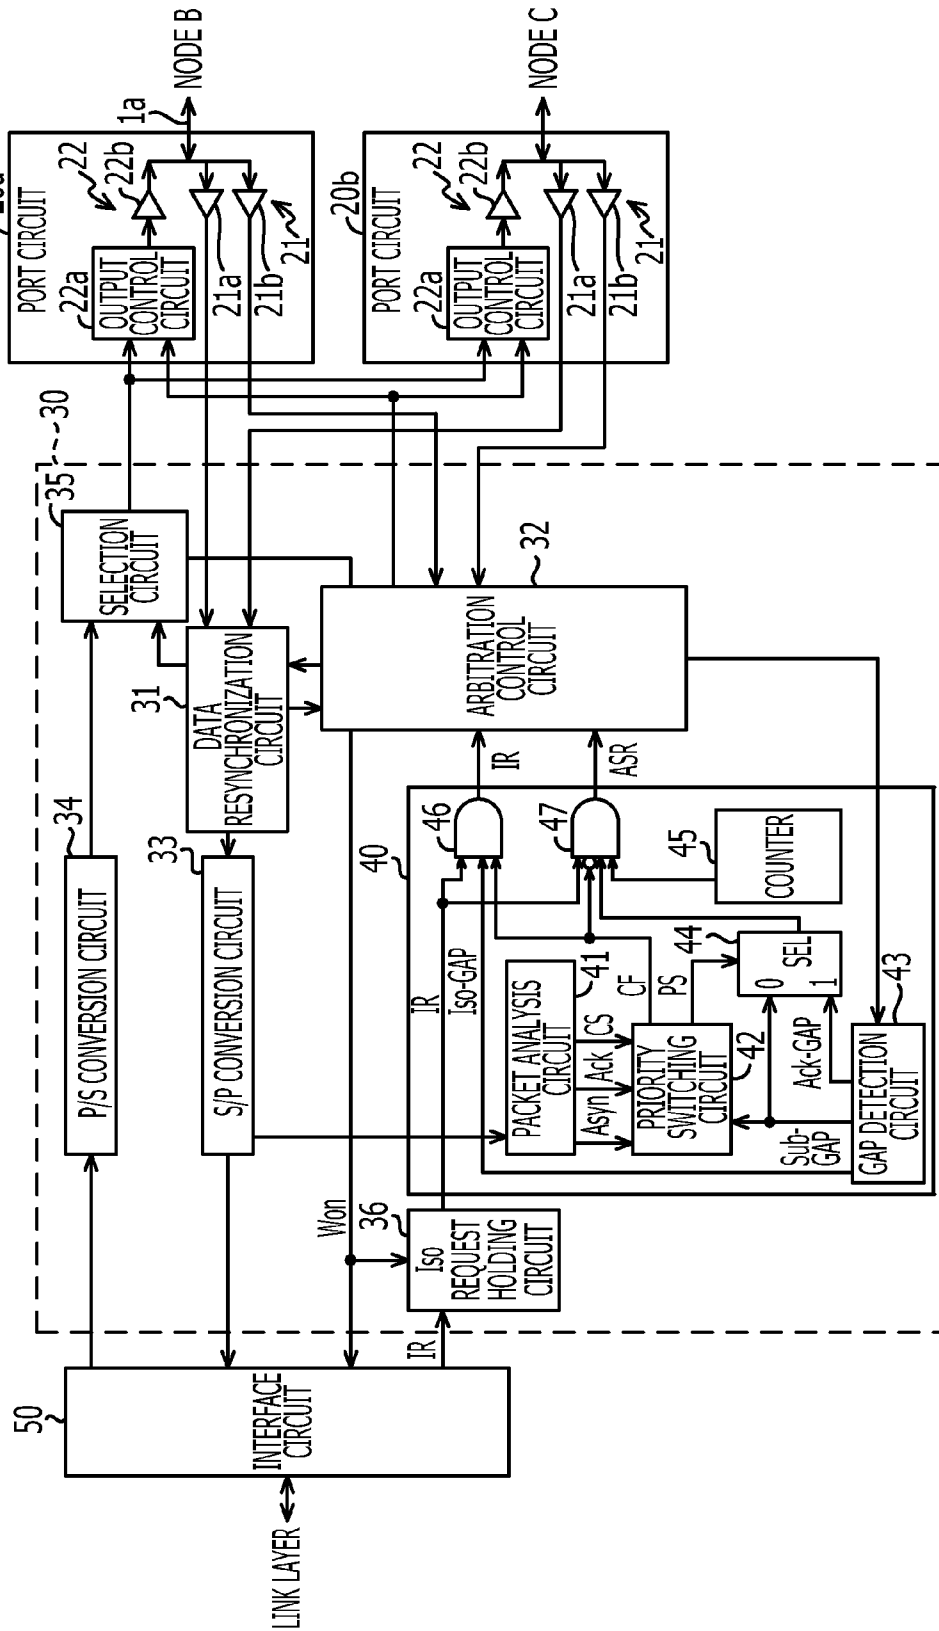 LINK LAYER
50
INTERFACE
CIRCUIT
30
34
P/S CONVERSION CIRCUIT
33
S/P CONVERSION CIRCUIT
31
DATA
RESYNCHRONIZATION
CIRCUIT
35
SELECTION
CIRCUIT
Won
IR
36
Iso
REQUEST
HOLDING
CIRCUIT
32
ARBITRATION
CONTROL
CIRCUIT
40
IR
Iso-GAP
PACKET ANALYSIS
CIRCUIT
41
Asyn
Ack
CS
PRIORITY
SWITCHING
CIRCUIT
42
CF
PS
Sub-
GAP
Ack-GAP
GAP DETECTION
CIRCUIT
43
44
0
1
SEL
45
COUNTER
46
47
IR
ASR
PORT CIRCUIT
22a
OUTPUT
CONTROL
CIRCUIT
22
22b
21a
21b
21
1a
NODE B
PORT CIRCUIT
20b
22a
OUTPUT
CONTROL
CIRCUIT
22
22b
21a
21b
21
NODE C